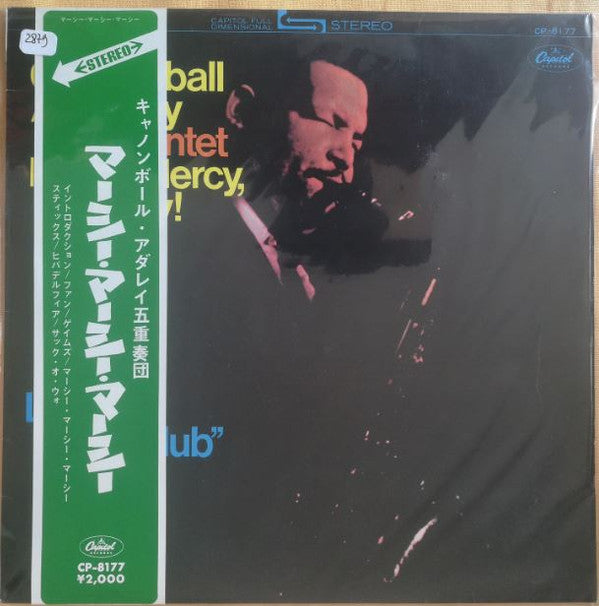 マーシー・マーシー・マーシー
2879
←STEREO→
キャノンボール・アダレイ五重奏団
マーシー・マーシー・マーシー
イントロダクション/ファン/ゲイムズ/マーシー・マーシー・マーシー
スティックス/ヒパデルフィア/サック・オ・ウォ
Capitol
RECORDS
CP-8177
¥2,000
CAPITOL FULL
DIMENSIONAL
STEREO
CP-8177
Capitol
RECORDS
ball
y
ntet
ercy,
y!
lub”